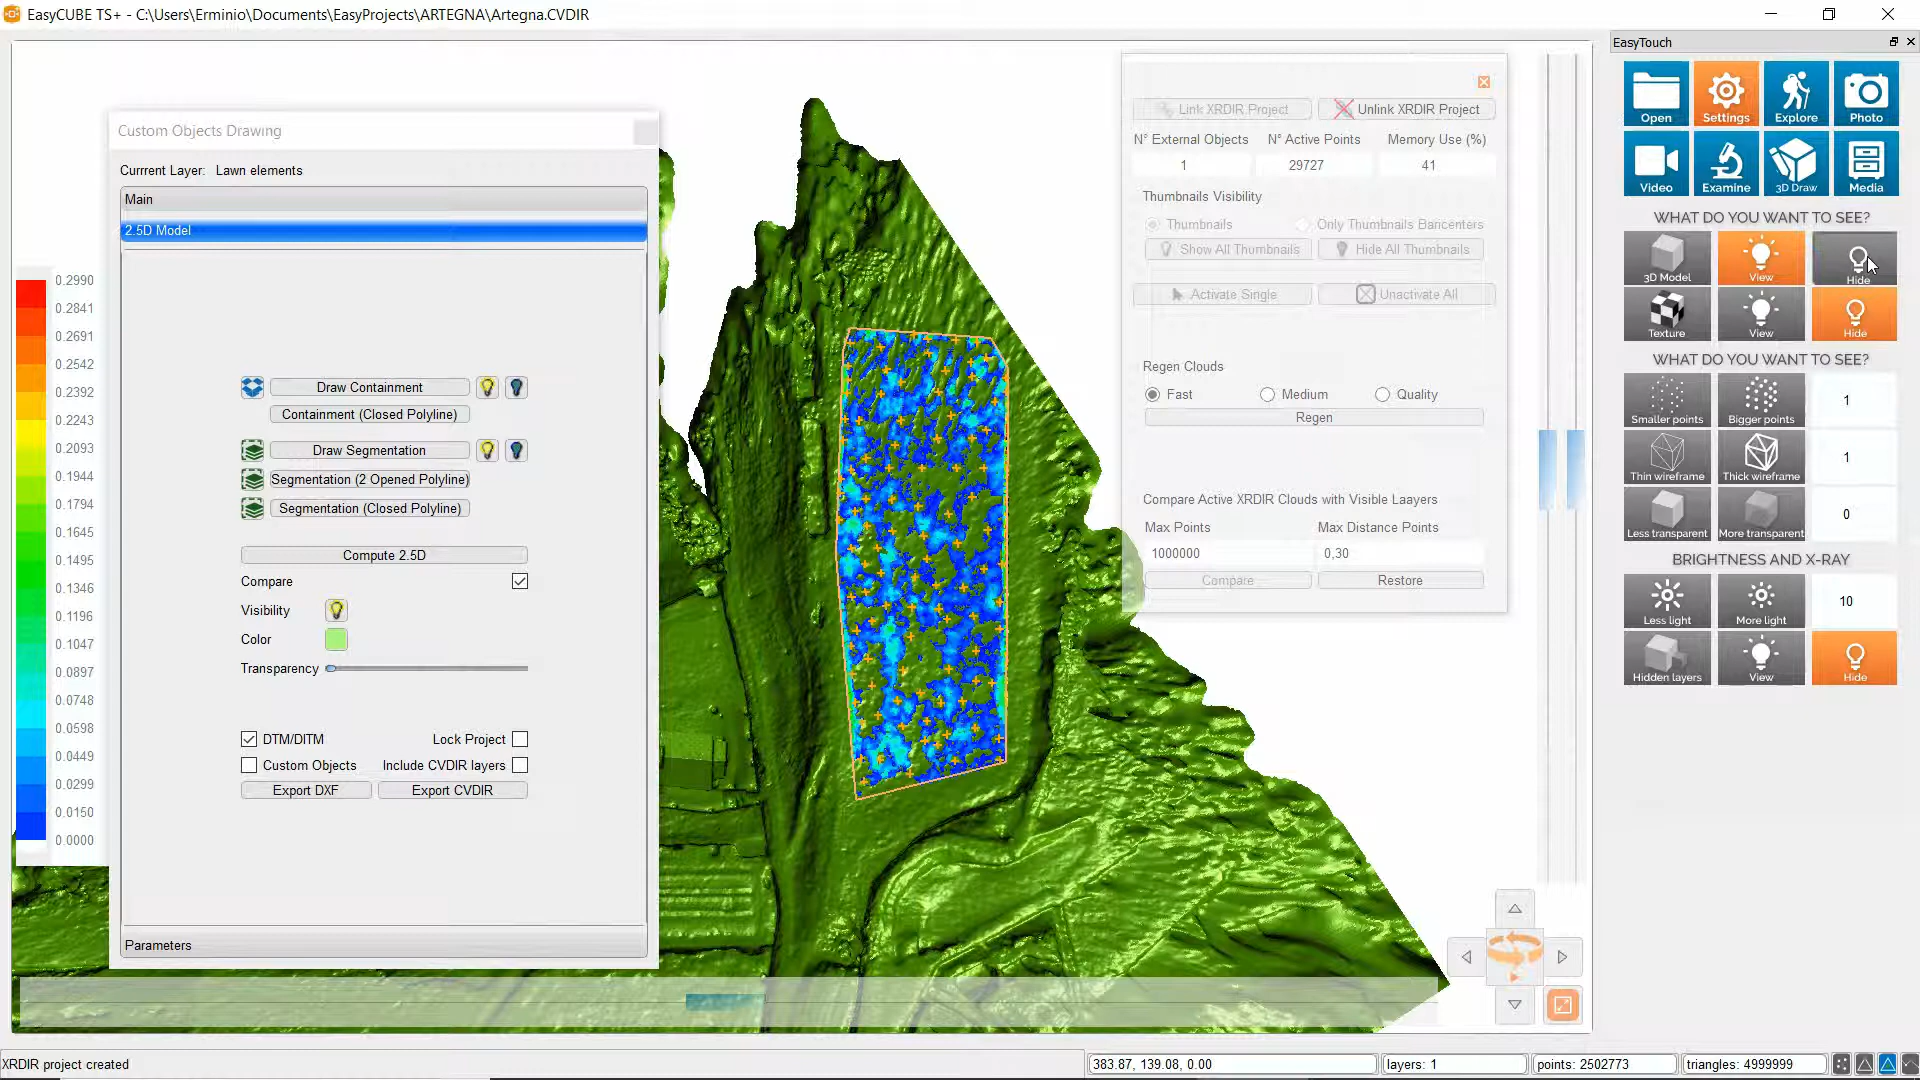 EasyCUBE TS+ - C:\Users\Erminio\Documents\EasyProjects\ARTEGNA\Artegna.CVDIR
EasyTouch
Open Settings Explore Photo
Video Examine 3D Draw Media
WHAT DO YOU WANT TO SEE?
3D Model View Hide
Texture View Hide
WHAT DO YOU WANT TO SEE?
Smaller points Bigger points 1
Thin wireframe Thick wireframe 1
Less transparent More transparent 0
BRIGHTNESS AND X-RAY
Less light More light 10
Hidden layers View Hide
Custom Objects Drawing
Currrent Layer: Lawn elements
Main
2.5D Model
Draw Containment
Containment (Closed Polyline)
Draw Segmentation
Segmentation (2 Opened Polyline)
Segmentation (Closed Polyline)
Compute 2.5D
Compare
Visibility
Color
Transparency
DTM/DITM Lock Project
Custom Objects Include CVDIR layers
Export DXF Export CVDIR
Parameters
0.2990
0.2841
0.2691
0.2542
0.2392
0.2243
0.2093
0.1944
0.1794
0.1645
0.1495
0.1346
0.1196
0.1047
0.0897
0.0748
0.0598
0.0449
0.0299
0.0150
0.0000
Link XRDIR Project Unlink XRDIR Project
N° External Objects N° Active Points Memory Use (%)
1 29727 41
Thumbnails Visibility
Thumbnails Only Thumbnails Baricenters
Show All Thumbnails Hide All Thumbnails
Activate Single Unactivate All
Regen Clouds
Fast Medium Quality
Regen
Compare Active XRDIR Clouds with Visible Laayers
Max Points Max Distance Points
1000000 0,30
Compare Restore
XRDIR project created
383.87, 139.08, 0.00
layers: 1
points: 2502773
triangles: 4999999